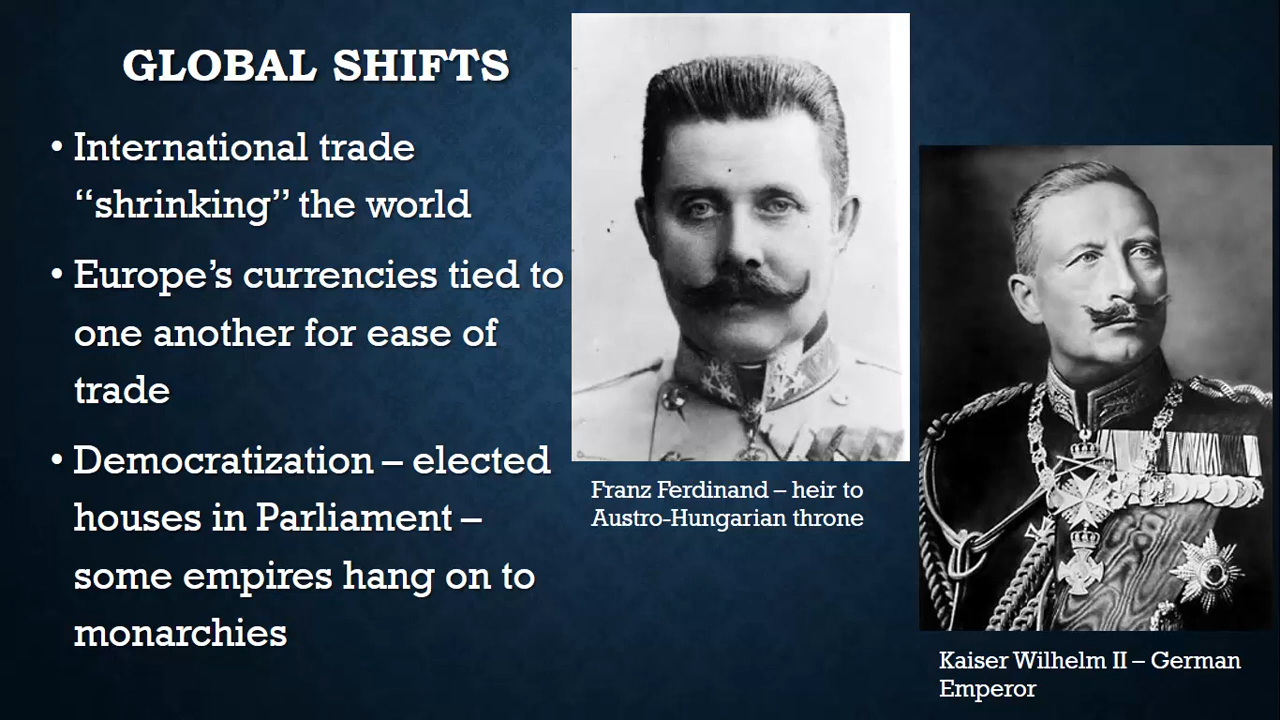 GLOBAL SHIFTS
• International trade
“shrinking” the world
• Europe’s currencies tied to
one another for ease of
trade
• Democratization – elected
houses in Parliament –
some empires hang on to
monarchies
Franz Ferdinand – heir to
Austro-Hungarian throne
Kaiser Wilhelm II – German
Emperor